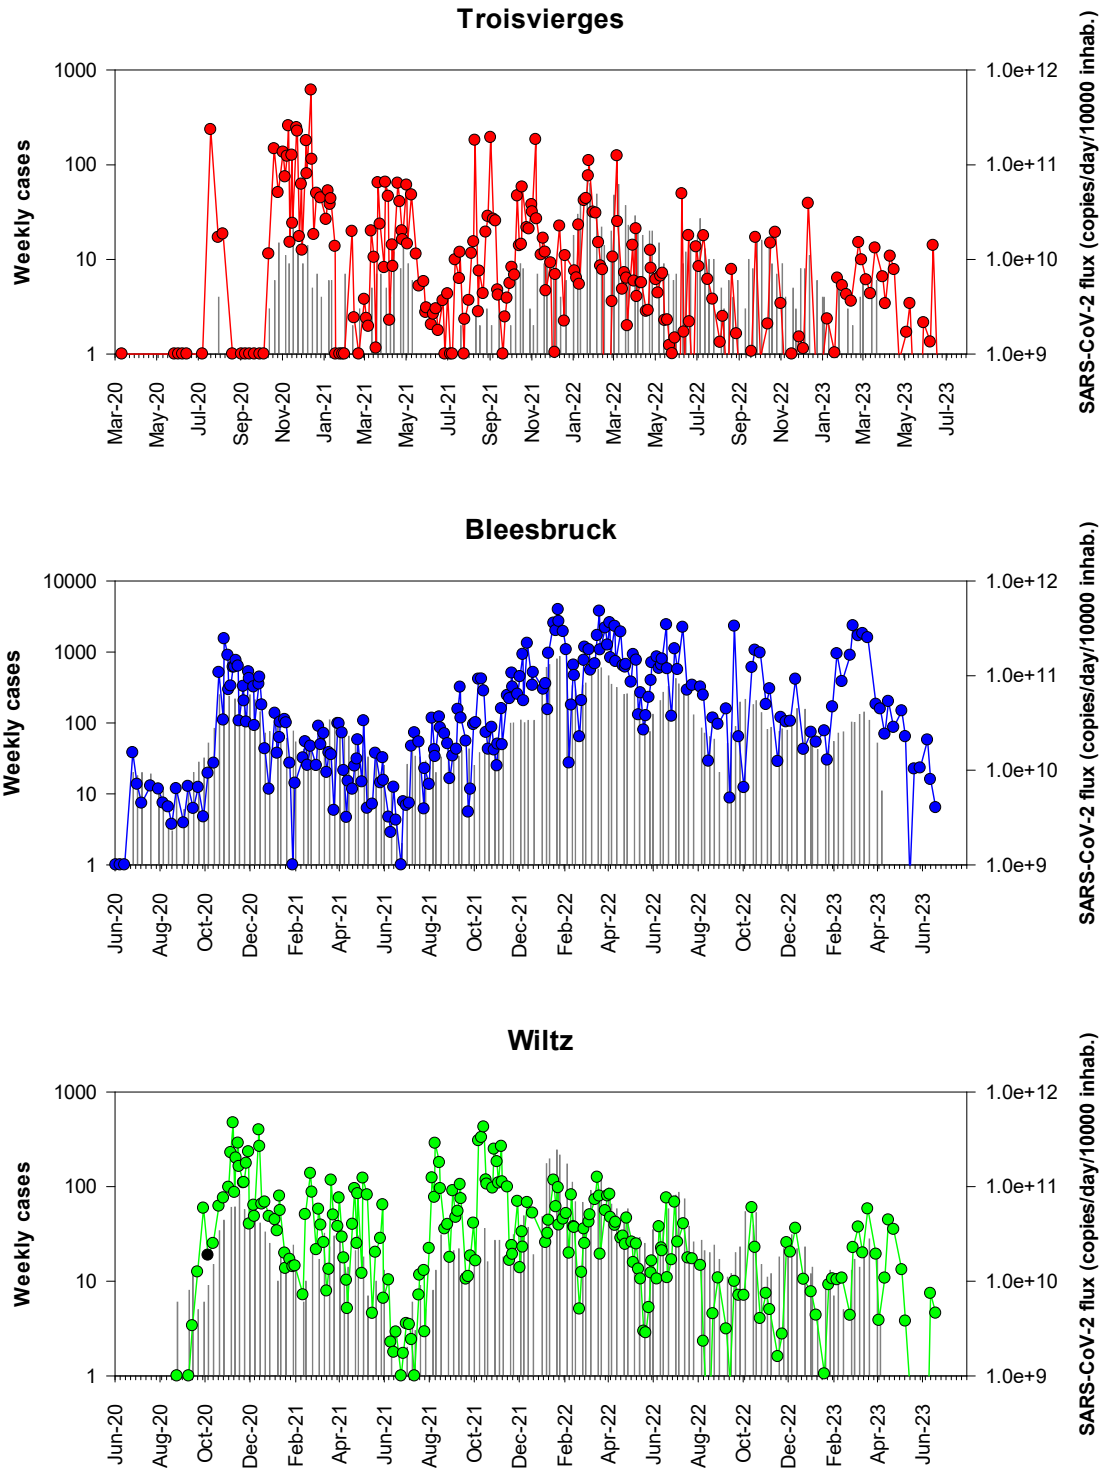 Troisvierges
Weekly cases
1000
100
10
1
1.0e+12
1.0e+11
1.0e+10
1.0e+9
SARS-CoV-2 flux (copies/day/10000 inhab.)
Mar-20
May-20
Jul-20
Sep-20
Nov-20
Jan-21
Mar-21
May-21
Jul-21
Sep-21
Nov-21
Jan-22
Mar-22
May-22
Jul-22
Sep-22
Nov-22
Jan-23
Mar-23
May-23
Jul-23
Bleesbruck
Weekly cases
10000
1000
100
10
1
1.0e+12
1.0e+11
1.0e+10
1.0e+9
SARS-CoV-2 flux (copies/day/10000 inhab.)
Jun-20
Aug-20
Oct-20
Dec-20
Feb-21
Apr-21
Jun-21
Aug-21
Oct-21
Dec-21
Feb-22
Apr-22
Jun-22
Aug-22
Oct-22
Dec-22
Feb-23
Apr-23
Jun-23
Wiltz
Weekly cases
1000
100
10
1
1.0e+12
1.0e+11
1.0e+10
1.0e+9
SARS-CoV-2 flux (copies/day/10000 inhab.)
Jun-20
Aug-20
Oct-20
Dec-20
Feb-21
Apr-21
Jun-21
Aug-21
Oct-21
Dec-21
Feb-22
Apr-22
Jun-22
Aug-22
Oct-22
Dec-22
Feb-23
Apr-23
Jun-23